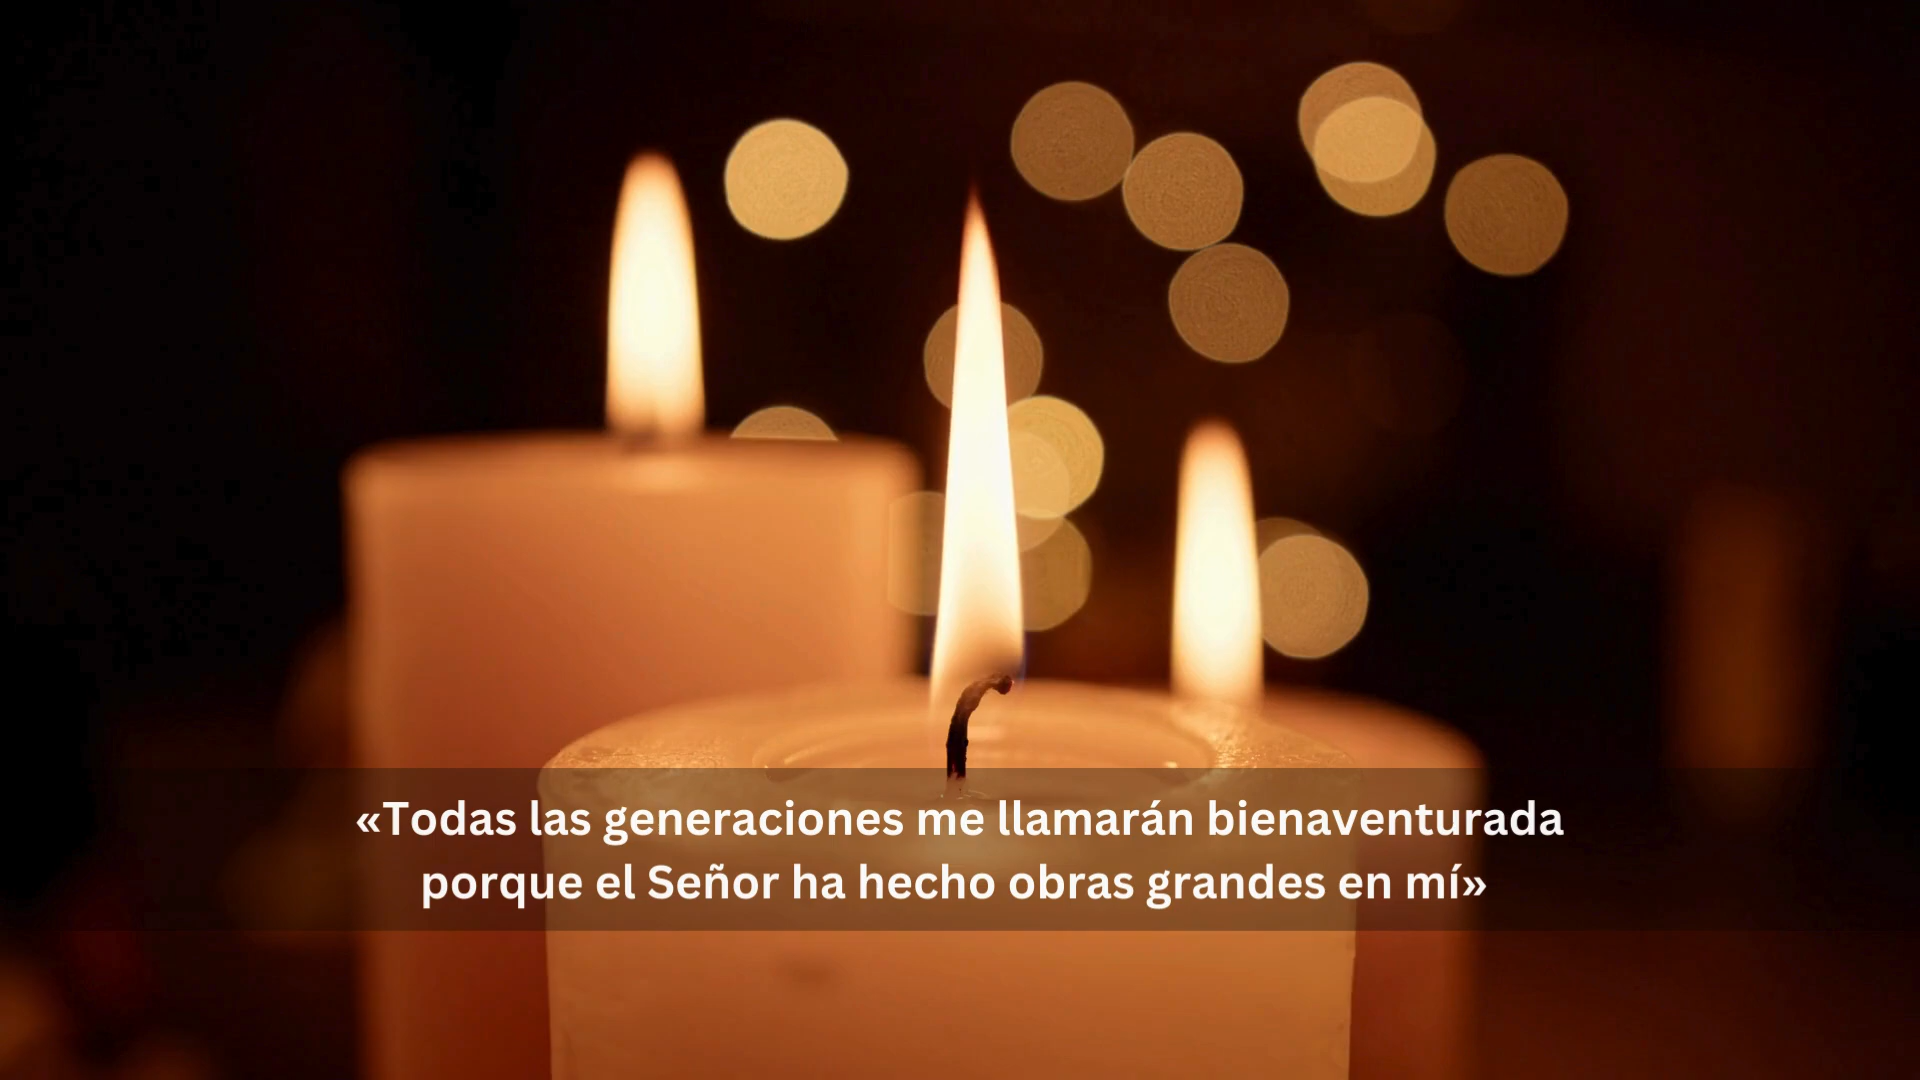 «Todas las generaciones me llamarán bienaventurada
porque el Señor ha hecho obras grandes en mí»